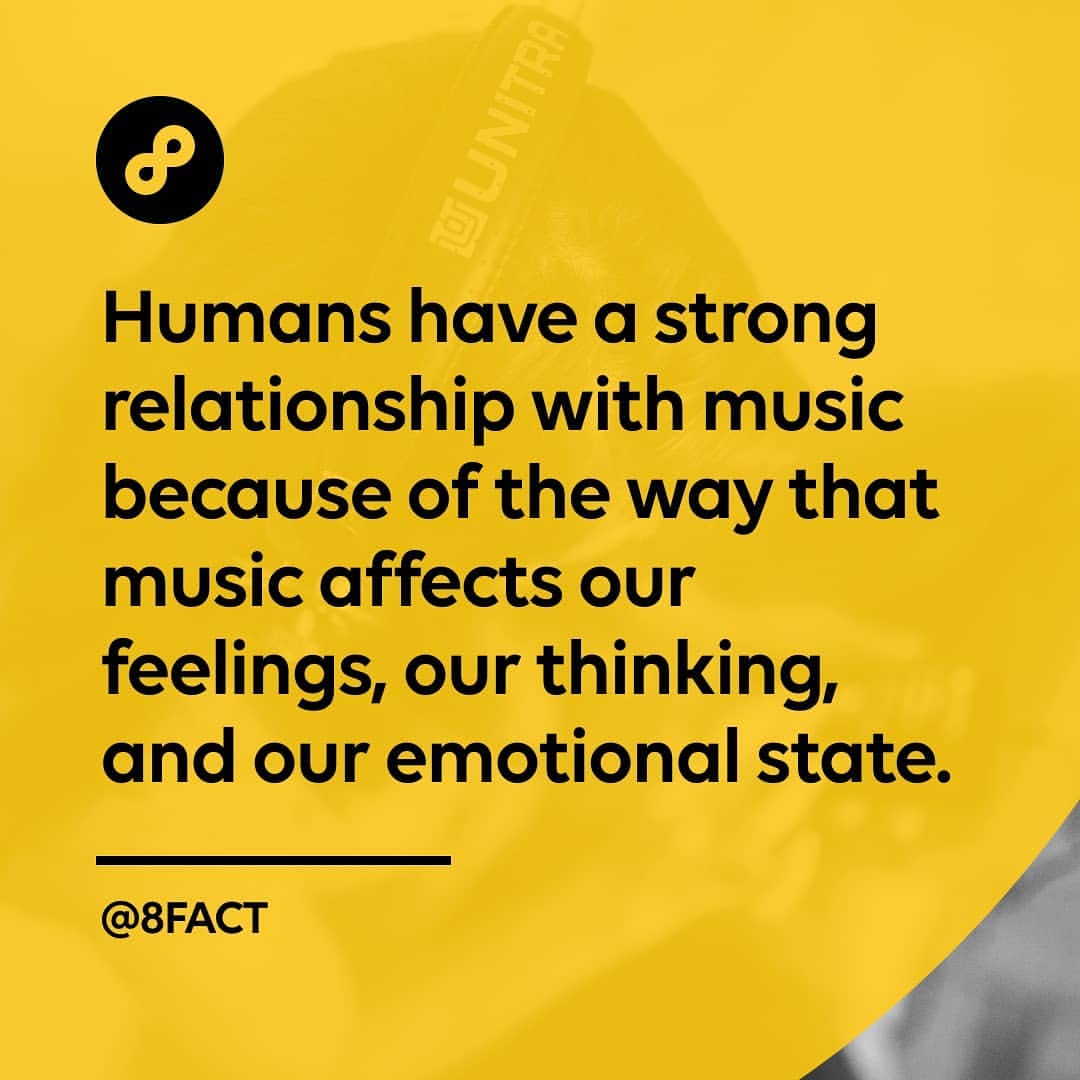 UNITRA
Humans have a strong
relationship with music
because of the way that
music affects our
feelings, our thinking,
and our emotional state.
@8FACT